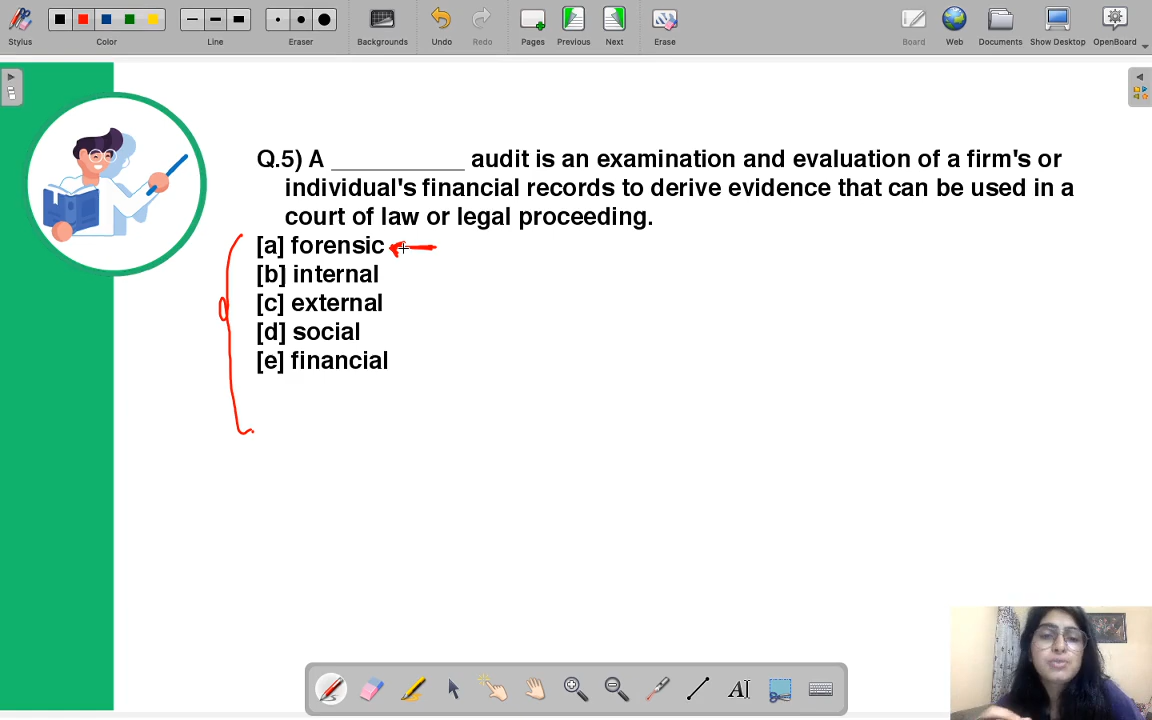 Stylus
Color
Line
Eraser
Backgrounds
Undo
Redo
Pages
Previous
Next
Erase
Board
Web
Documents
Show Desktop
OpenBoard
Q.5) A __________ audit is an examination and evaluation of a firm's or
individual's financial records to derive evidence that can be used in a
court of law or legal proceeding.
[a] forensic
[b] internal
[c] external
[d] social
[e] financial